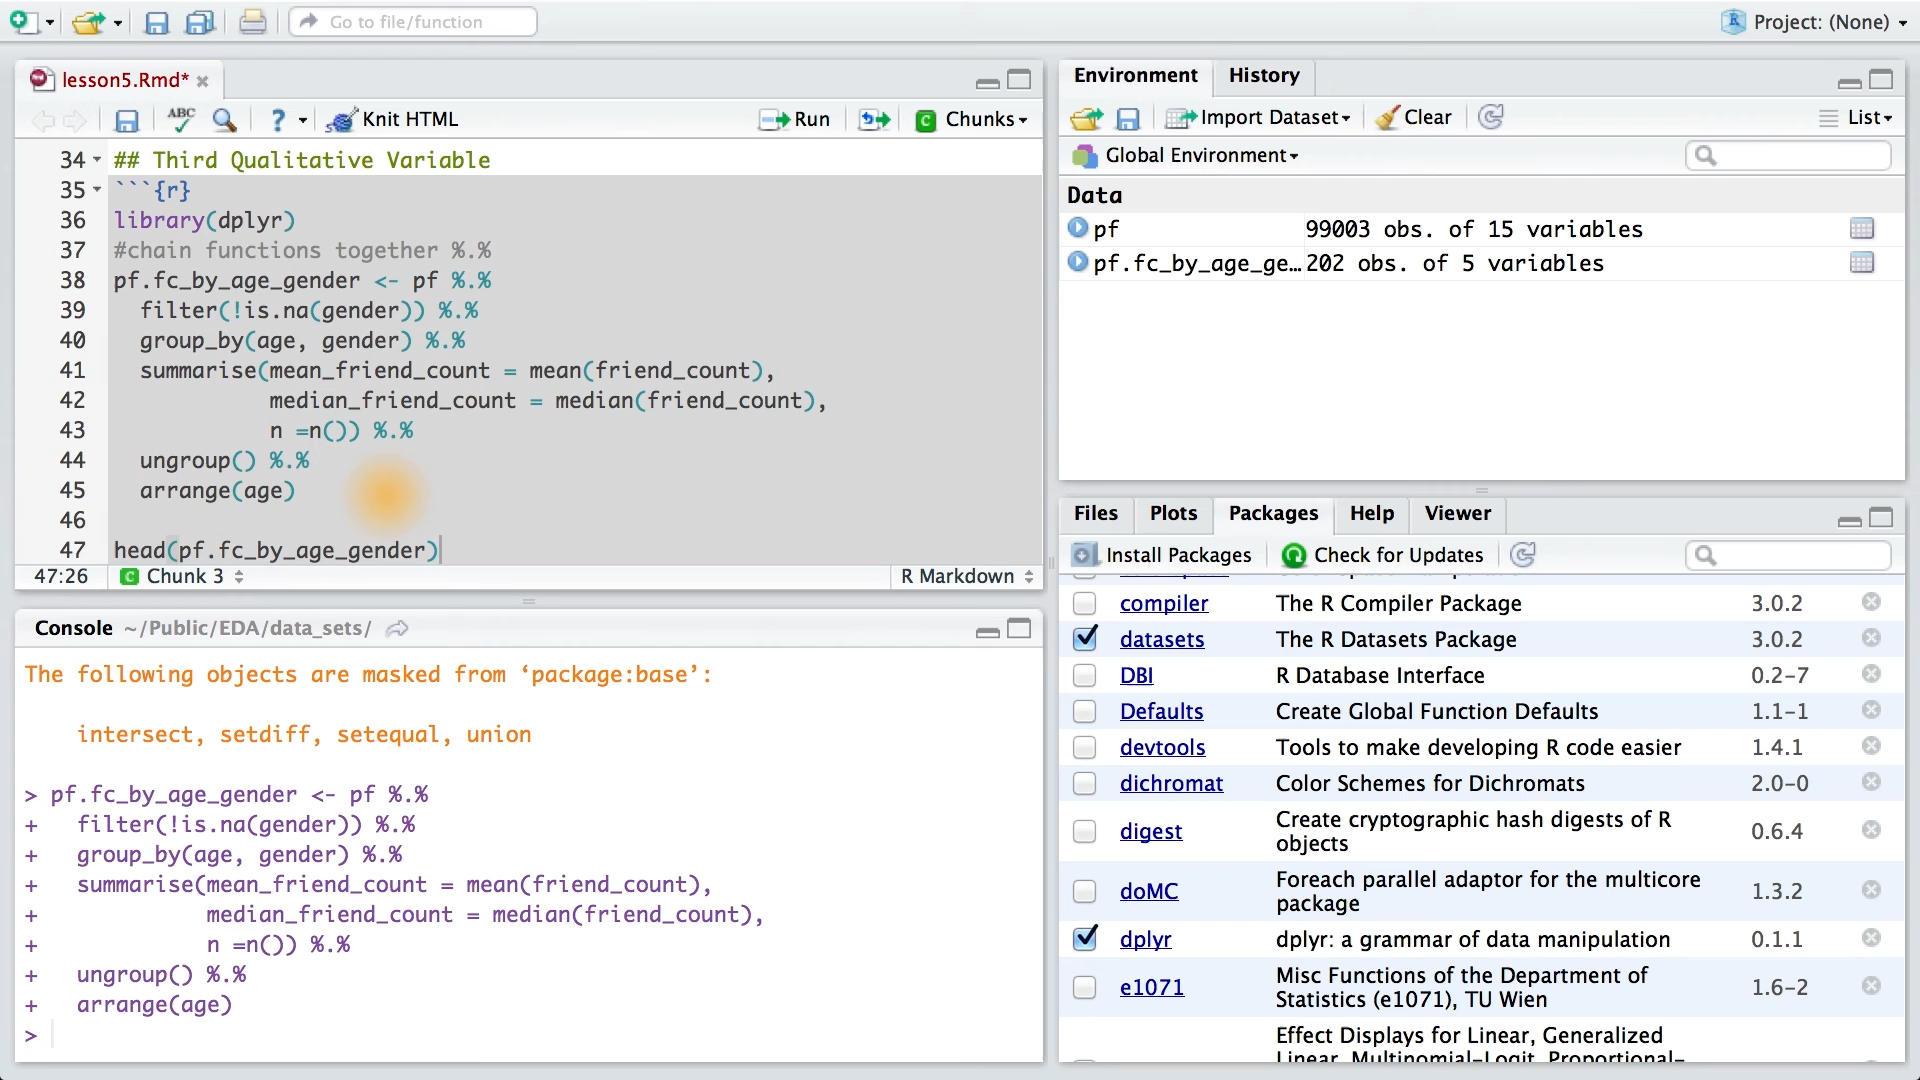 Go to file/function
Project: (None)
lesson5.Rmd*
ABC
? Knit HTML
Run
Chunks
34 ## Third Qualitative Variable
35 ```{r}
36 library(dplyr)
37 #chain functions together %.%
38 pf.fc_by_age_gender <- pf %.%
39 filter(!is.na(gender)) %.%
40 group_by(age, gender) %.%
41 summarise(mean_friend_count = mean(friend_count),
42 median_friend_count = median(friend_count),
43 n =n()) %.%
44 ungroup() %.%
45 arrange(age)
46
47 head(pf.fc_by_age_gender)
47:26 C Chunk 3 R Markdown
Console ~/Public/EDA/data_sets/
The following objects are masked from ‘package:base’:
intersect, setdiff, setequal, union
> pf.fc_by_age_gender <- pf %.%
+ filter(!is.na(gender)) %.%
+ group_by(age, gender) %.%
+ summarise(mean_friend_count = mean(friend_count),
+ median_friend_count = median(friend_count),
+ n =n()) %.%
+ ungroup() %.%
+ arrange(age)
>
Environment History
Import Dataset Clear List
Global Environment
Data
pf 99003 obs. of 15 variables
pf.fc_by_age_ge… 202 obs. of 5 variables
Files Plots Packages Help Viewer
Install Packages Check for Updates
compiler The R Compiler Package 3.0.2
datasets The R Datasets Package 3.0.2
DBI R Database Interface 0.2-7
Defaults Create Global Function Defaults 1.1-1
devtools Tools to make developing R code easier 1.4.1
dichromat Color Schemes for Dichromats 2.0-0
digest Create cryptographic hash digests of R objects 0.6.4
doMC Foreach parallel adaptor for the multicore package 1.3.2
dplyr dplyr: a grammar of data manipulation 0.1.1
e1071 Misc Functions of the Department of Statistics (e1071), TU Wien 1.6-2
Effect Displays for Linear, Generalized
Linear, Multinomial-Logit, Proportional-